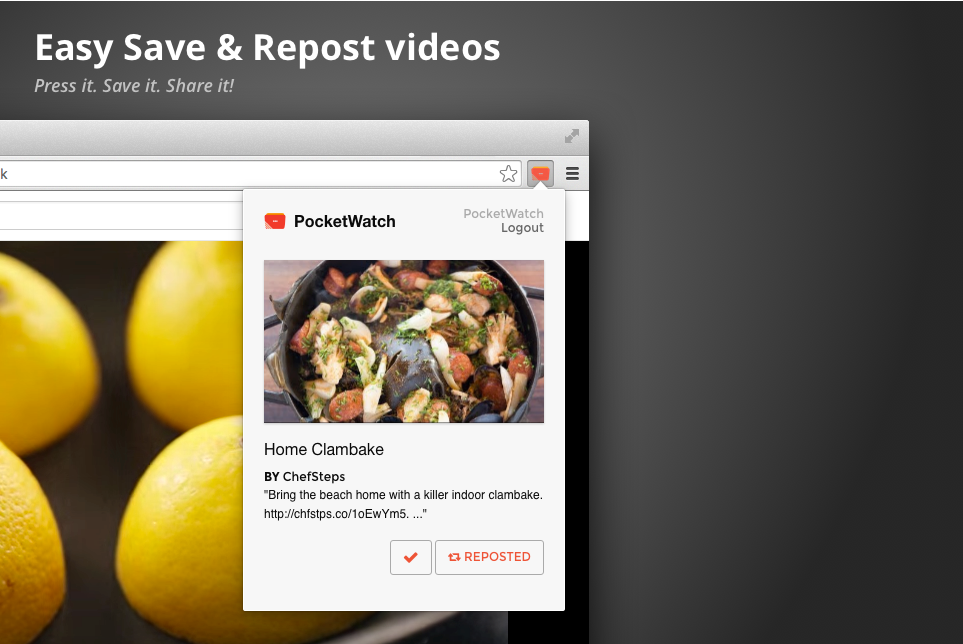 Easy Save & Repost videos
Press it. Save it. Share it!
k
PocketWatch
PocketWatch
Logout
Home Clambake
BY ChefSteps
"Bring the beach home with a killer indoor clambake.
http://chfstps.co/1oEwYm5. ..."
REPOSTED